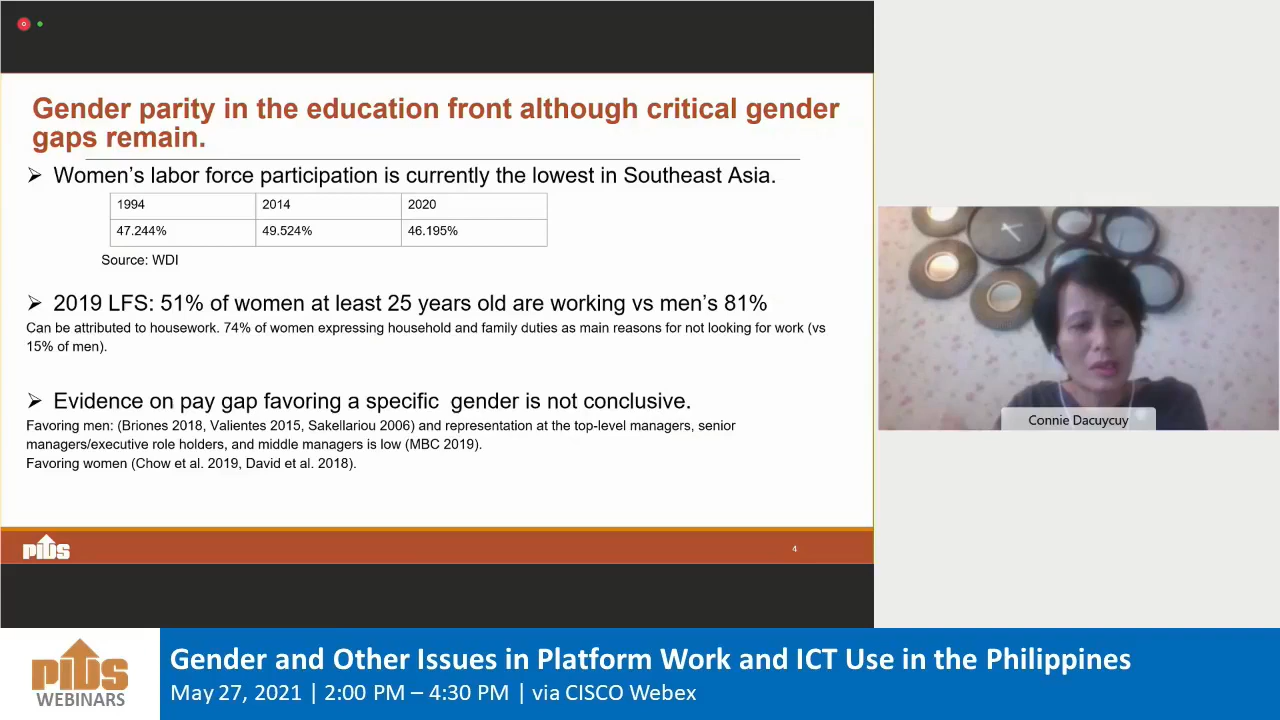 Gender parity in the education front although critical gender
gaps remain.
➢ Women's labor force participation is currently the lowest in Southeast Asia.
1994 2014 2020
47.244% 49.524% 46.195%
Source: WDI
➢ 2019 LFS: 51% of women at least 25 years old are working vs men's 81%
Can be attributed to housework. 74% of women expressing household and family duties as main reasons for not looking for work (vs
15% of men).
➢ Evidence on pay gap favoring a specific gender is not conclusive.
Favoring men: (Briones 2018, Valientes 2015, Sakellariou 2006) and representation at the top-level managers, senior
managers/executive role holders, and middle managers is low (MBC 2019).
Favoring women (Chow et al. 2019, David et al. 2018).
PIDS
4
Connie Dacuycuy
PIDS
WEBINARS
Gender and Other Issues in Platform Work and ICT Use in the Philippines
May 27, 2021 | 2:00 PM – 4:30 PM | via CISCO Webex